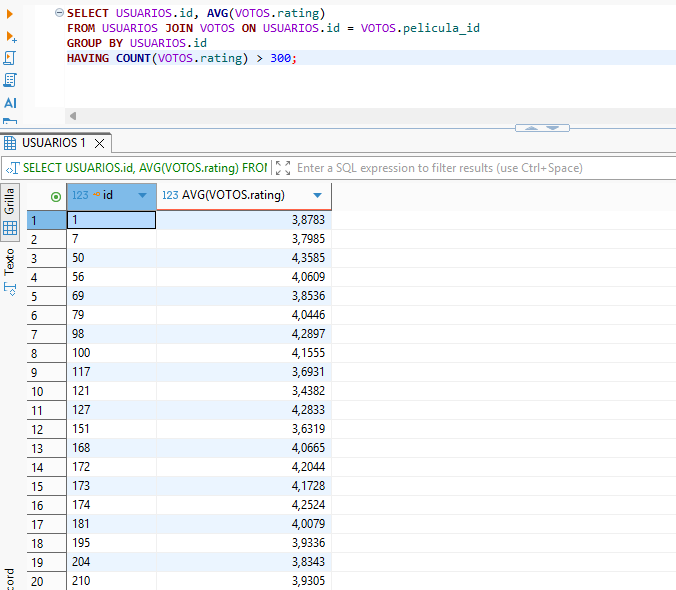 SELECT USUARIOS.id, AVG(VOTOS.rating)
FROM USUARIOS JOIN VOTOS ON USUARIOS.id = VOTOS.pelicula_id
GROUP BY USUARIOS.id
HAVING COUNT(VOTOS.rating) > 300;
AI
USUARIOS 1
SELECT USUARIOS.id, AVG(VOTOS.rating) FROI
Enter a SQL expression to filter results (use Ctrl+Space)
Grilla
Texto
cord
123 id 123 AVG(VOTOS.rating)
1 1 3,8783
2 7 3,7985
3 50 4,3585
4 56 4,0609
5 69 3,8536
6 79 4,0446
7 98 4,2897
8 100 4,1555
9 117 3,6931
10 121 3,4382
11 127 4,2833
12 151 3,6319
13 168 4,0665
14 172 4,2044
15 173 4,1728
16 174 4,2524
17 181 4,0079
18 195 3,9336
19 204 3,8343
20 210 3,9305